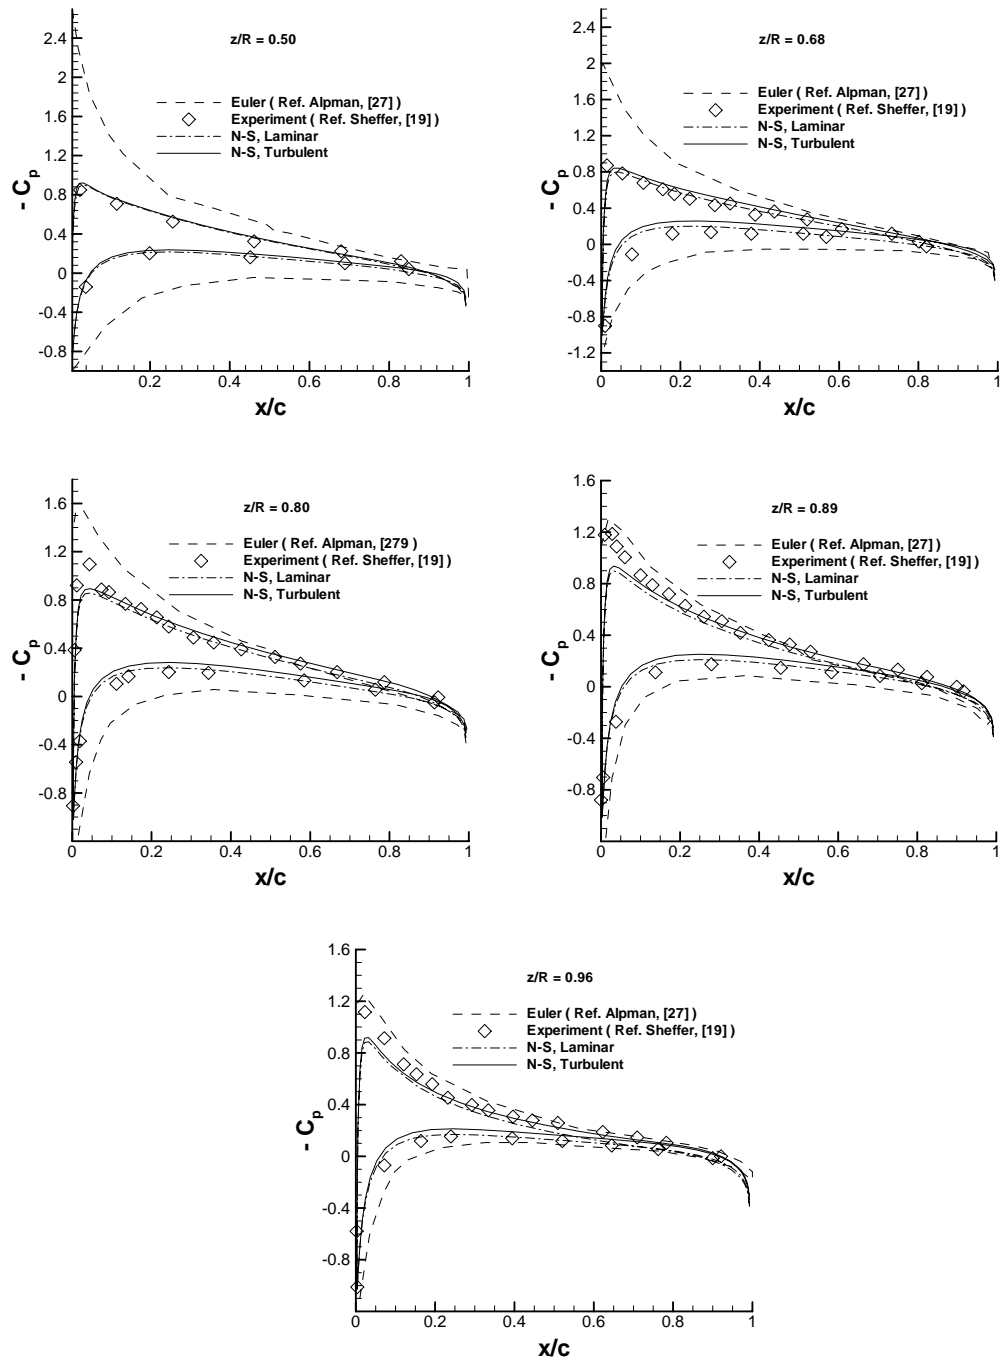 z/R = 0.50
Euler ( Ref. Alpman, [27] )
Experiment ( Ref. Sheffer, [19] )
N-S, Laminar
N-S, Turbulent
- Cp
2.4
2
1.6
1.2
0.8
0.4
0
-0.4
-0.8
0.2
0.4
0.6
0.8
1
x/c
z/R = 0.68
Euler ( Ref. Alpman, [27] )
Experiment ( Ref. Sheffer, [19] )
N-S, Laminar
N-S, Turbulent
- Cp
2.4
2
1.6
1.2
0.8
0.4
0
-0.4
-0.8
-1.2
0
0.2
0.4
0.6
0.8
1
x/c
z/R = 0.80
Euler ( Ref. Alpman, [279 )
Experiment ( Ref. Sheffer, [19] )
N-S, Laminar
N-S, Turbulent
- Cp
1.6
1.2
0.8
0.4
0
-0.4
-0.8
0
0.2
0.4
0.6
0.8
1
x/c
z/R = 0.89
Euler ( Ref. Alpman, [27] )
Experiment ( Ref. Sheffer, [19] )
N-S, Laminar
N-S, Turbulent
- Cp
1.6
1.2
0.8
0.4
0
-0.4
-0.8
0
0.2
0.4
0.6
0.8
1
x/c
z/R = 0.96
Euler ( Ref. Alpman, [27] )
Experiment ( Ref. Sheffer, [19] )
N-S, Laminar
N-S, Turbulent
- Cp
1.6
1.2
0.8
0.4
0
-0.4
-0.8
0
0.2
0.4
0.6
0.8
1
x/c